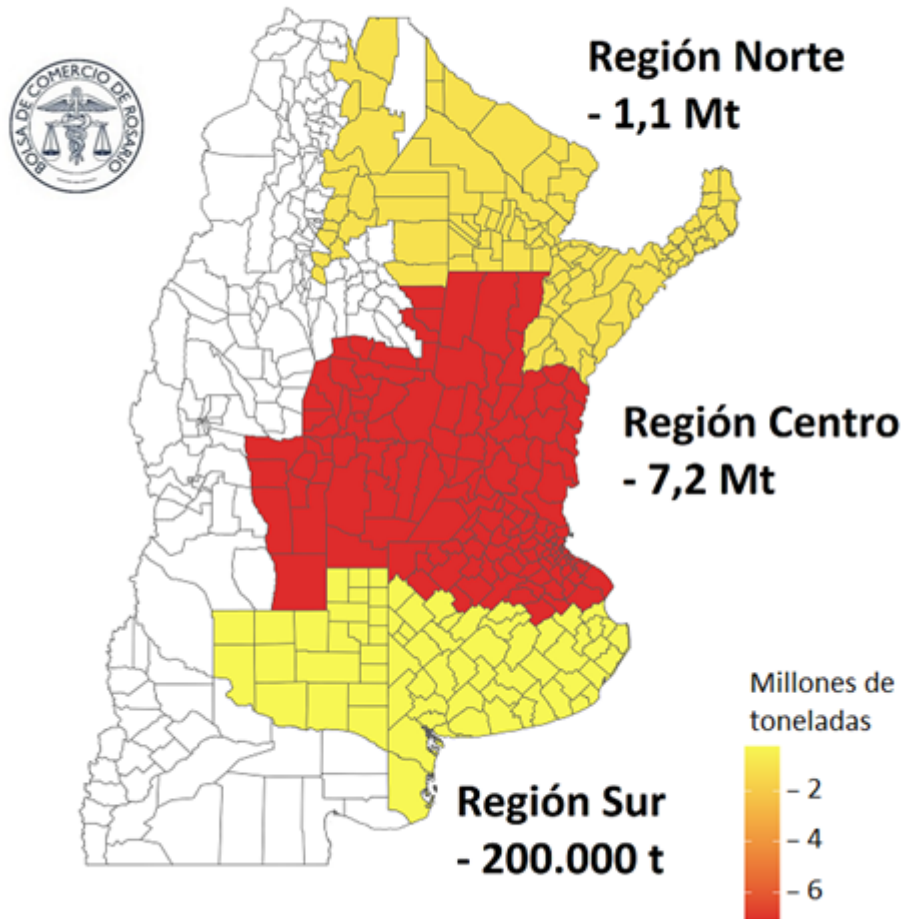 BOLSA DE COMERCIO DE ROSARIO
Región Norte
- 1,1 Mt
Región Centro
- 7,2 Mt
Región Sur
- 200.000 t
Millones de
toneladas
- 2
- 4
- 6